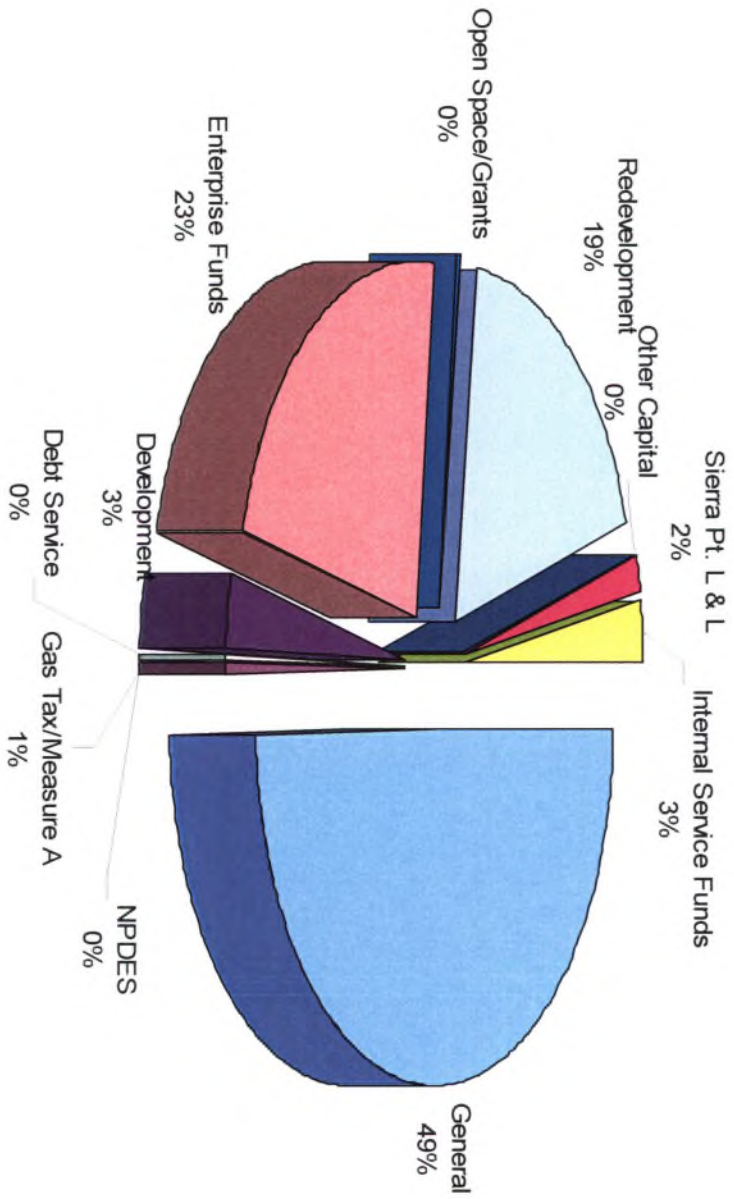 Sierra Pt. L & L
2%
Internal Service Funds
3%
Other Capital
0%
Redevelopment
19%
Open Space/Grants
0%
General
49%
Enterprise Funds
23%
Development
3%
Debt Service
0%
Gas Tax/Measure A
1%
NPDES
0%